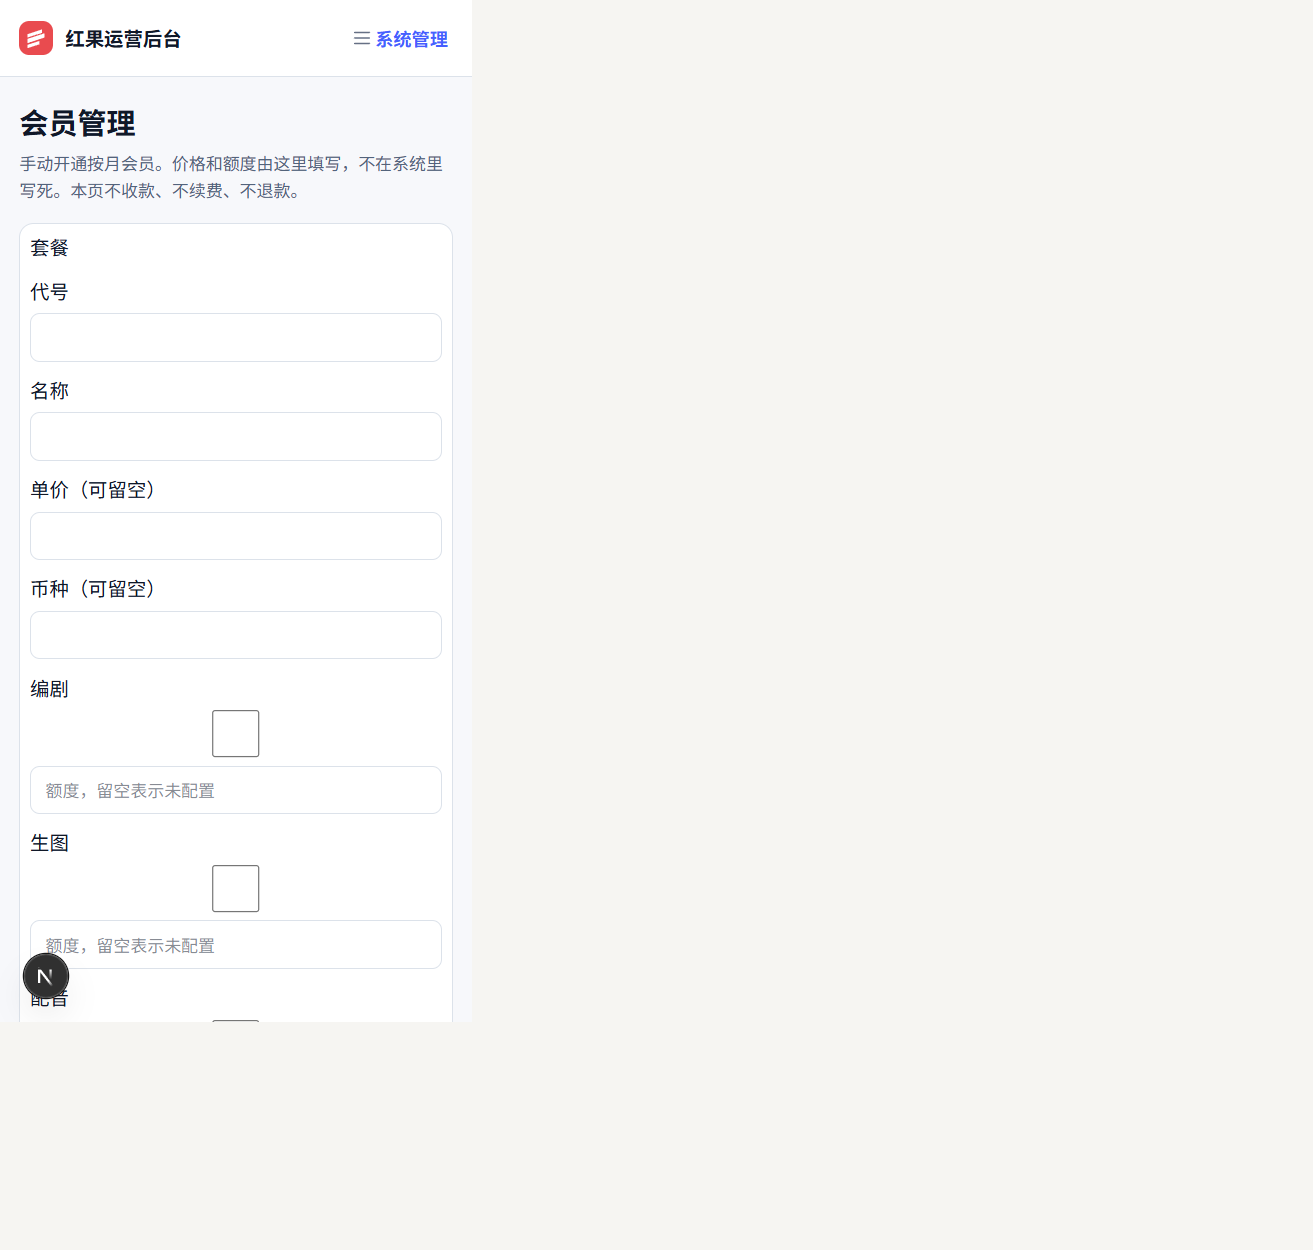 红果运营后台
系统管理
会员管理
手动开通按月会员。价格和额度由这里填写，不在系统里
写死。本页不收款、不续费、不退款。
套餐
代号
名称
单价（可留空）
币种（可留空）
编剧
额度，留空表示未配置
生图
额度，留空表示未配置
N
配音